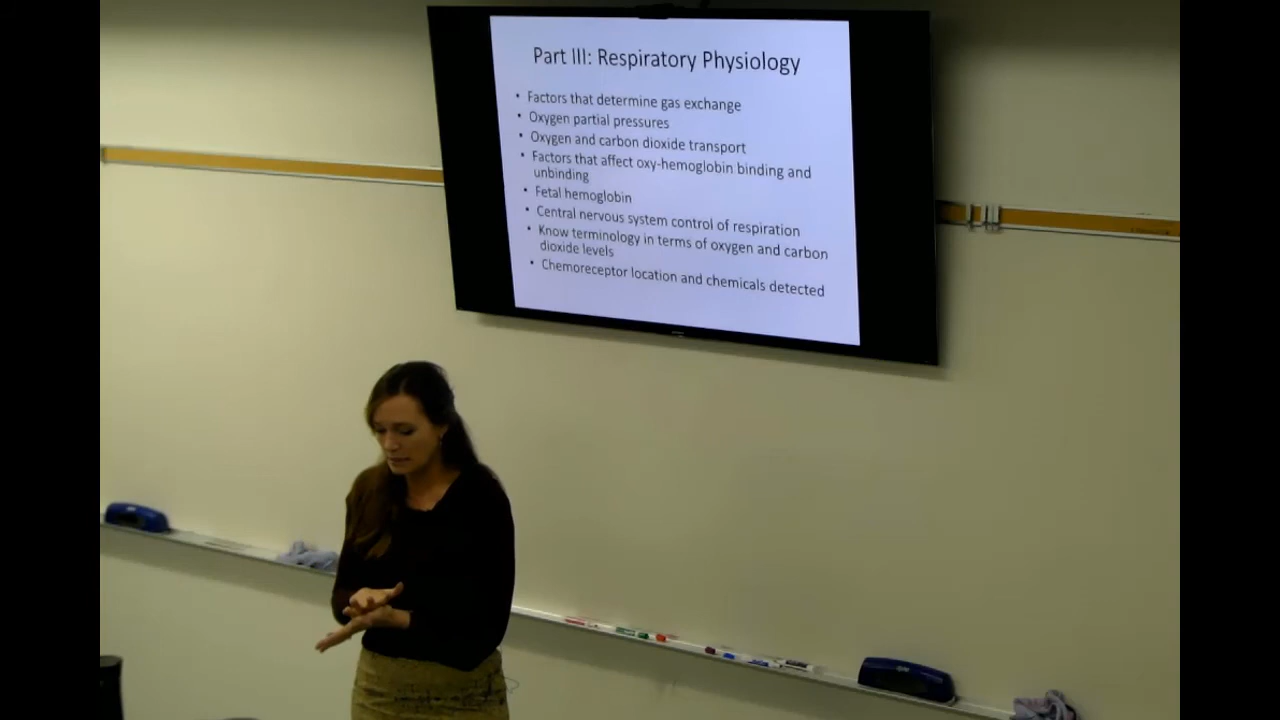 Part III: Respiratory Physiology
• Factors that determine gas exchange
• Oxygen partial pressures
• Oxygen and carbon dioxide transport
• Factors that affect oxy-hemoglobin binding and
unbinding
• Fetal hemoglobin
• Central nervous system control of respiration
• Know terminology in terms of oxygen and carbon
dioxide levels
• Chemoreceptor location and chemicals detected